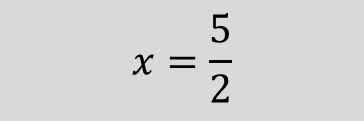 x = 5/2